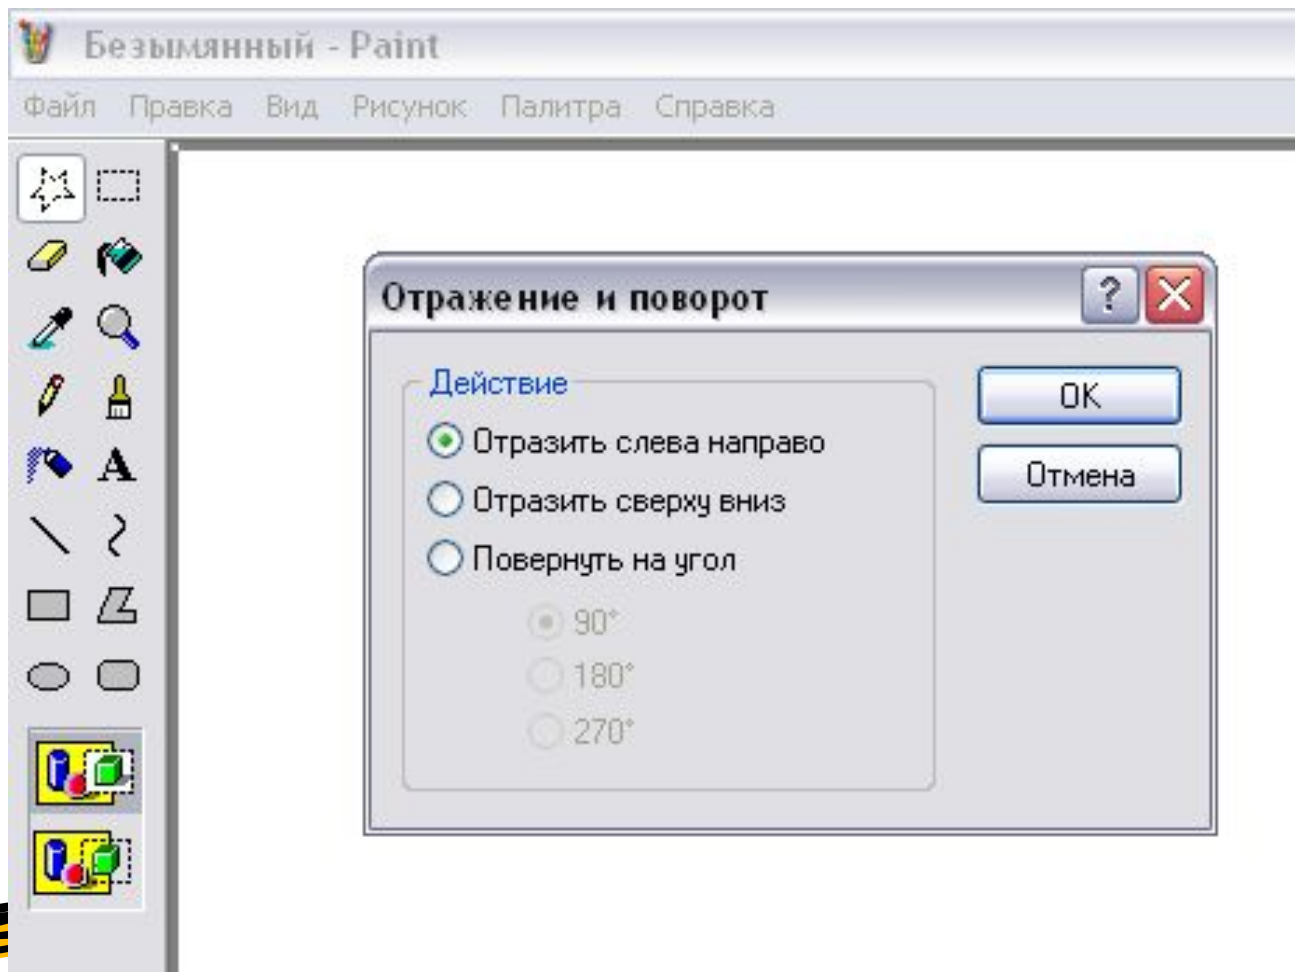 Безымянный - Paint
Файл Правка Вид Рисунок Палитра Справка
Отражение и поворот
?
Действие
Отразить слева направо
Отразить сверху вниз
Повернуть на угол
90°
180°
270°
OK
Отмена
A